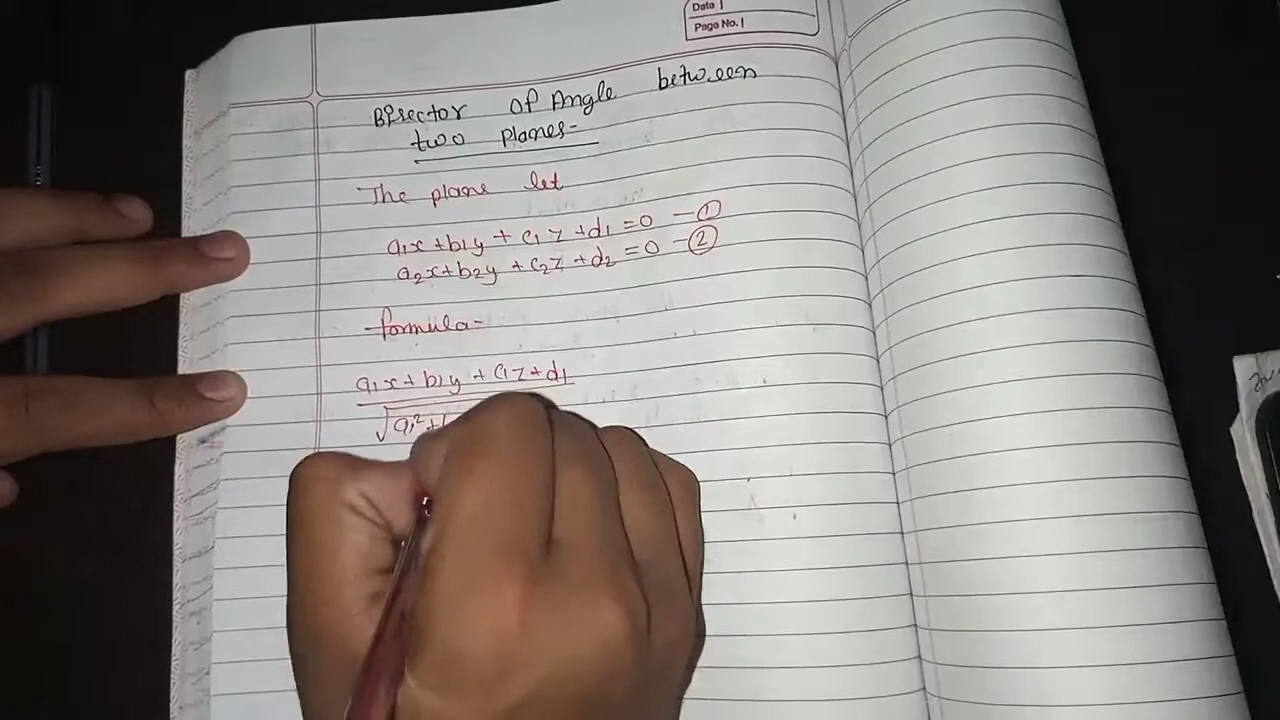 Date |
Page No. |
Bisector of Angle between
two planes-
The plane let
a₁x+b₁y+c₁z+d₁=0 -①
a₂x+b₂y+c₂z+d₂=0 -②
formula-
a₁x+b₁y+c₁z+d₁
√a₁²+